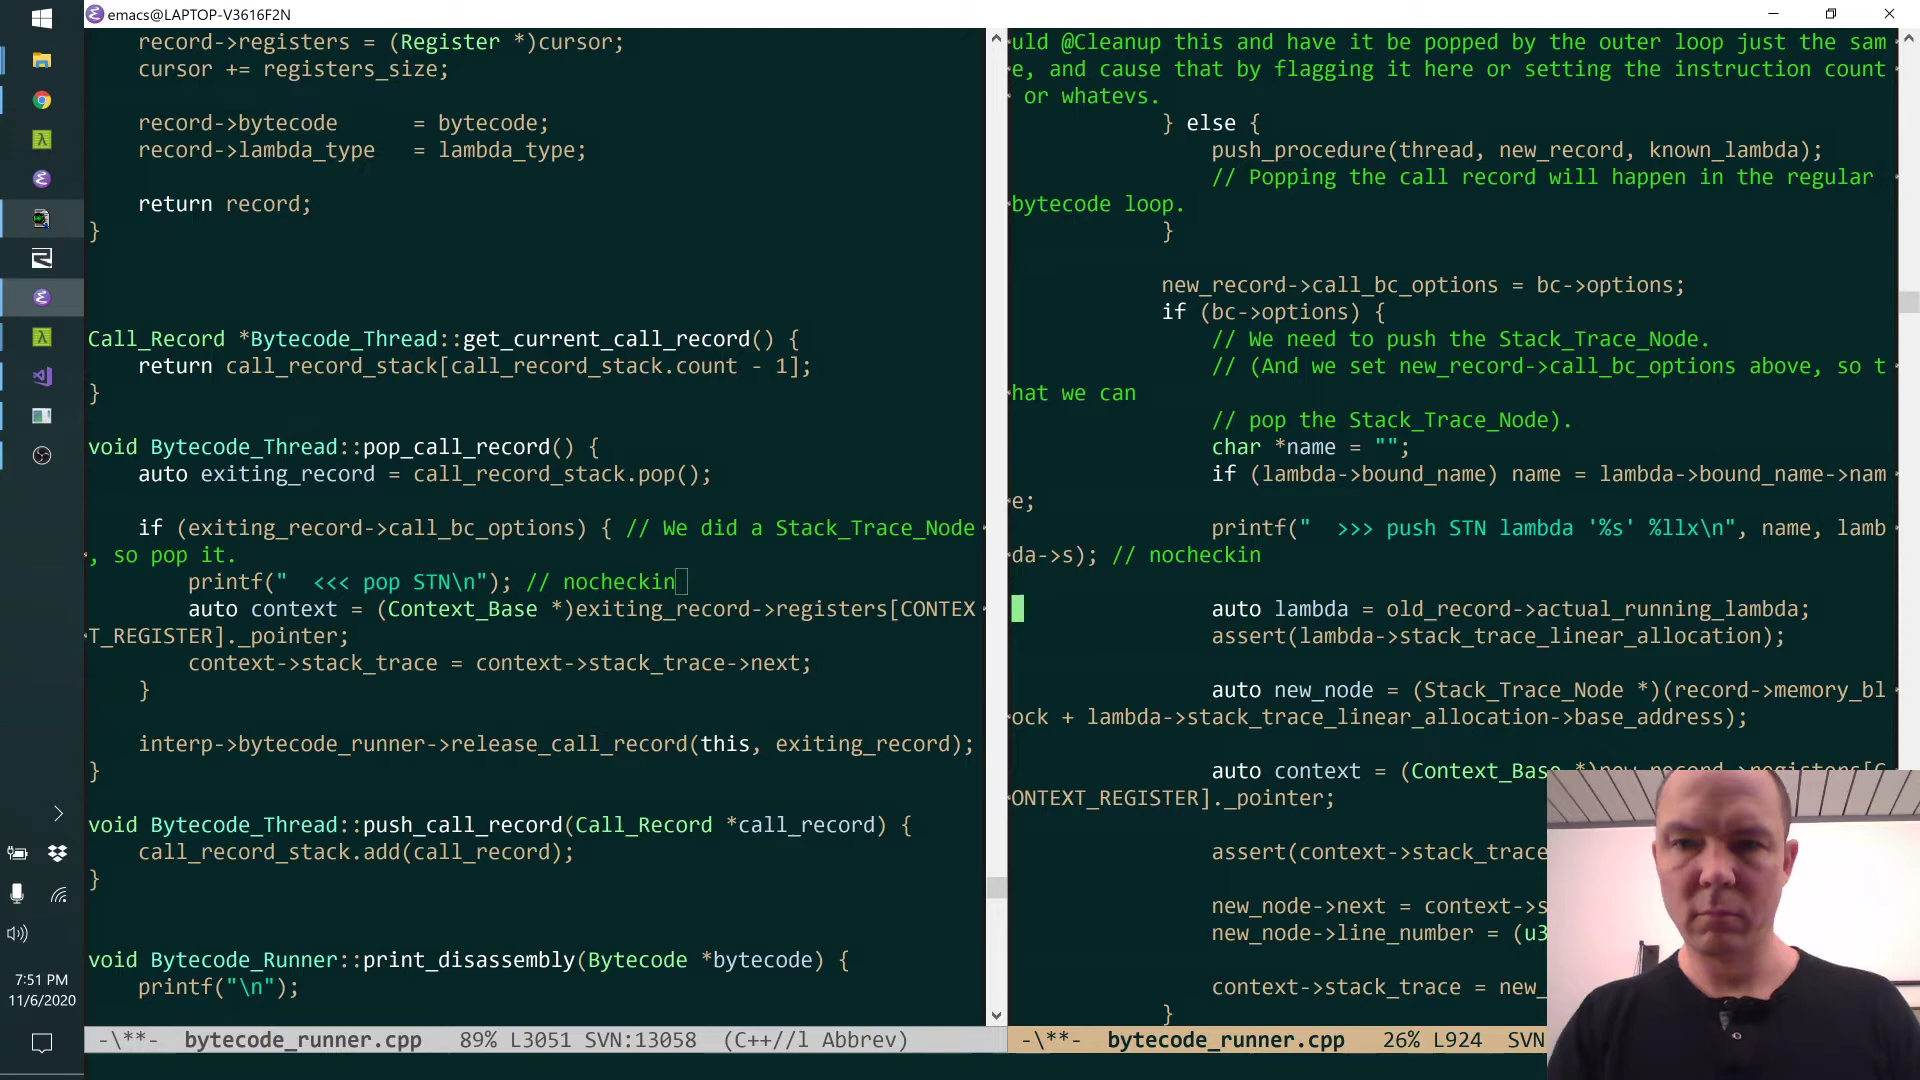 emacs@LAPTOP-V3616F2N
record->registers = (Register *)cursor;
cursor += registers_size;
record->bytecode      = bytecode;
record->lambda_type   = lambda_type;
return record;
}
Call_Record *Bytecode_Thread::get_current_call_record() {
return call_record_stack[call_record_stack.count - 1];
}
void Bytecode_Thread::pop_call_record() {
auto exiting_record = call_record_stack.pop();
if (exiting_record->call_bc_options) { // We did a Stack_Trace_Node
, so pop it.
printf("  <<< pop STN\n"); // nocheckin
auto context = (Context_Base *)exiting_record->registers[CONTEX
T_REGISTER]._pointer;
context->stack_trace = context->stack_trace->next;
}
interp->bytecode_runner->release_call_record(this, exiting_record);
}
void Bytecode_Thread::push_call_record(Call_Record *call_record) {
call_record_stack.add(call_record);
}
void Bytecode_Runner::print_disassembly(Bytecode *bytecode) {
printf("\n");
-\**-  bytecode_runner.cpp   89% L3051 SVN:13058  (C++//l Abbrev)
uld @Cleanup this and have it be popped by the outer loop just the sam
e, and cause that by flagging it here or setting the instruction count
or whatevs.
} else {
push_procedure(thread, new_record, known_lambda);
// Popping the call record will happen in the regular
bytecode loop.
}
new_record->call_bc_options = bc->options;
if (bc->options) {
// We need to push the Stack_Trace_Node.
// (And we set new_record->call_bc_options above, so t
hat we can
// pop the Stack_Trace_Node).
char *name = "";
if (lambda->bound_name) name = lambda->bound_name->nam
e;
printf("  >>> push STN lambda '%s' %llx\n", name, lamb
da->s); // nocheckin
auto lambda = old_record->actual_running_lambda;
assert(lambda->stack_trace_linear_allocation);
auto new_node = (Stack_Trace_Node *)(record->memory_bl
ock + lambda->stack_trace_linear_allocation->base_address);
auto context = (Context_Base *)new_record->registers[C
ONTEXT_REGISTER]._pointer;
assert(context->stack_trace
new_node->next = context->s
new_node->line_number = (u3
context->stack_trace = new_
}
-\**-  bytecode_runner.cpp   26% L924  SVN
7:51 PM
11/6/2020